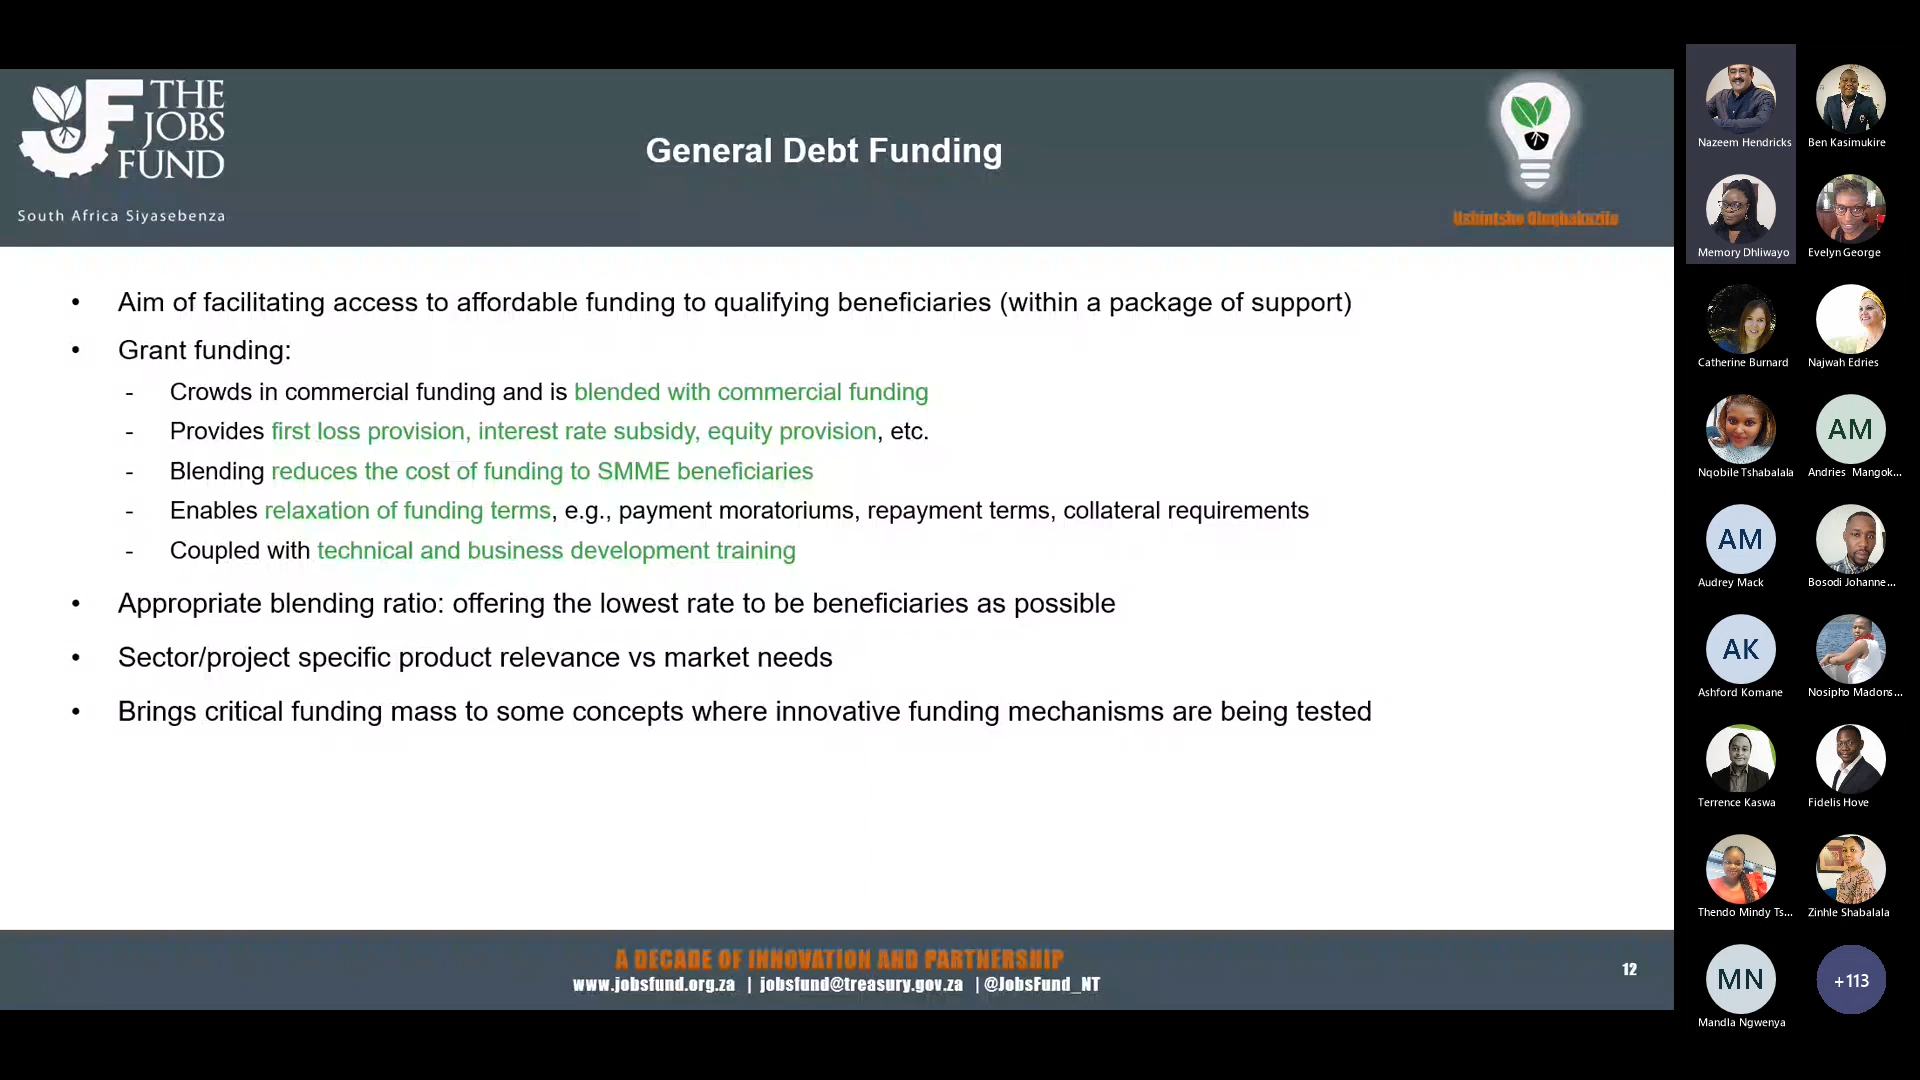 THE
JOBS
FUND
South Africa Siyasebenza
General Debt Funding
• Aim of facilitating access to affordable funding to qualifying beneficiaries (within a package of support)
• Grant funding:
- Crowds in commercial funding and is blended with commercial funding
- Provides first loss provision, interest rate subsidy, equity provision, etc.
- Blending reduces the cost of funding to SMME beneficiaries
- Enables relaxation of funding terms, e.g., payment moratoriums, repayment terms, collateral requirements
- Coupled with technical and business development training
• Appropriate blending ratio: offering the lowest rate to be beneficiaries as possible
• Sector/project specific product relevance vs market needs
• Brings critical funding mass to some concepts where innovative funding mechanisms are being tested
A DECADE OF INNOVATION AND PARTNERSHIP
www.jobsfund.org.za | jobsfund@treasury.gov.za | @JobsFund_NT
12
Nazeem Hendricks
Ben Kasimukire
Memory Dhliwayo
Evelyn George
Catherine Burnard
Najwah Edries
Nqobile Tshabalala
AM
Andries Mangok...
AM
Audrey Mack
Bosodi Johanne...
AK
Ashford Komane
Nosipho Madons...
Terrence Kaswa
Fidelis Hove
Thendo Mindy Ts...
Zinhle Shabalala
MN
Mandla Ngwenya
+113